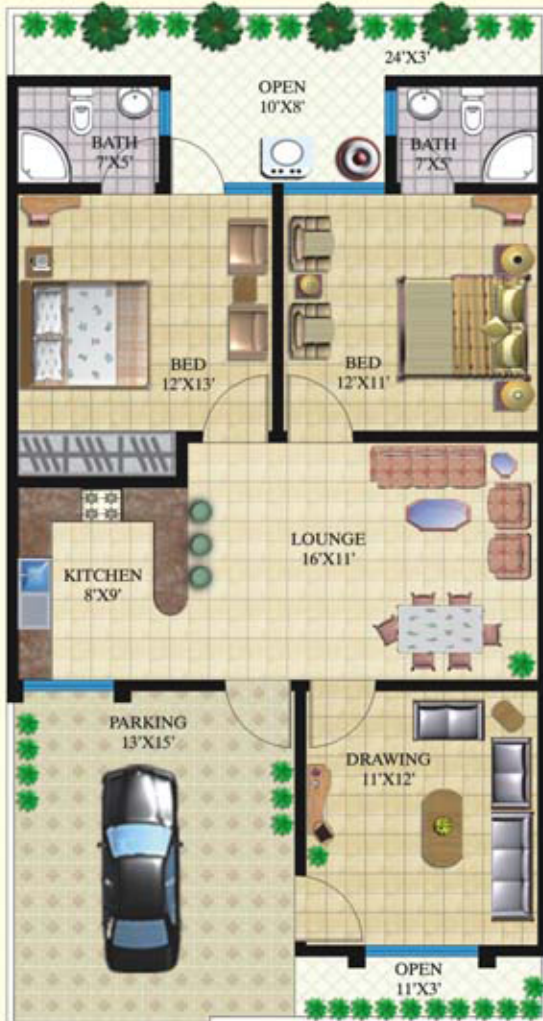 24'X3'
OPEN
10'X8'
BATH
7'X5'
BATH
7'X5'
BED
12'X13'
BED
12'X11'
LOUNGE
16'X11'
KITCHEN
8'X9'
PARKING
13'X15'
DRAWING
11'X12'
OPEN
11'X3'